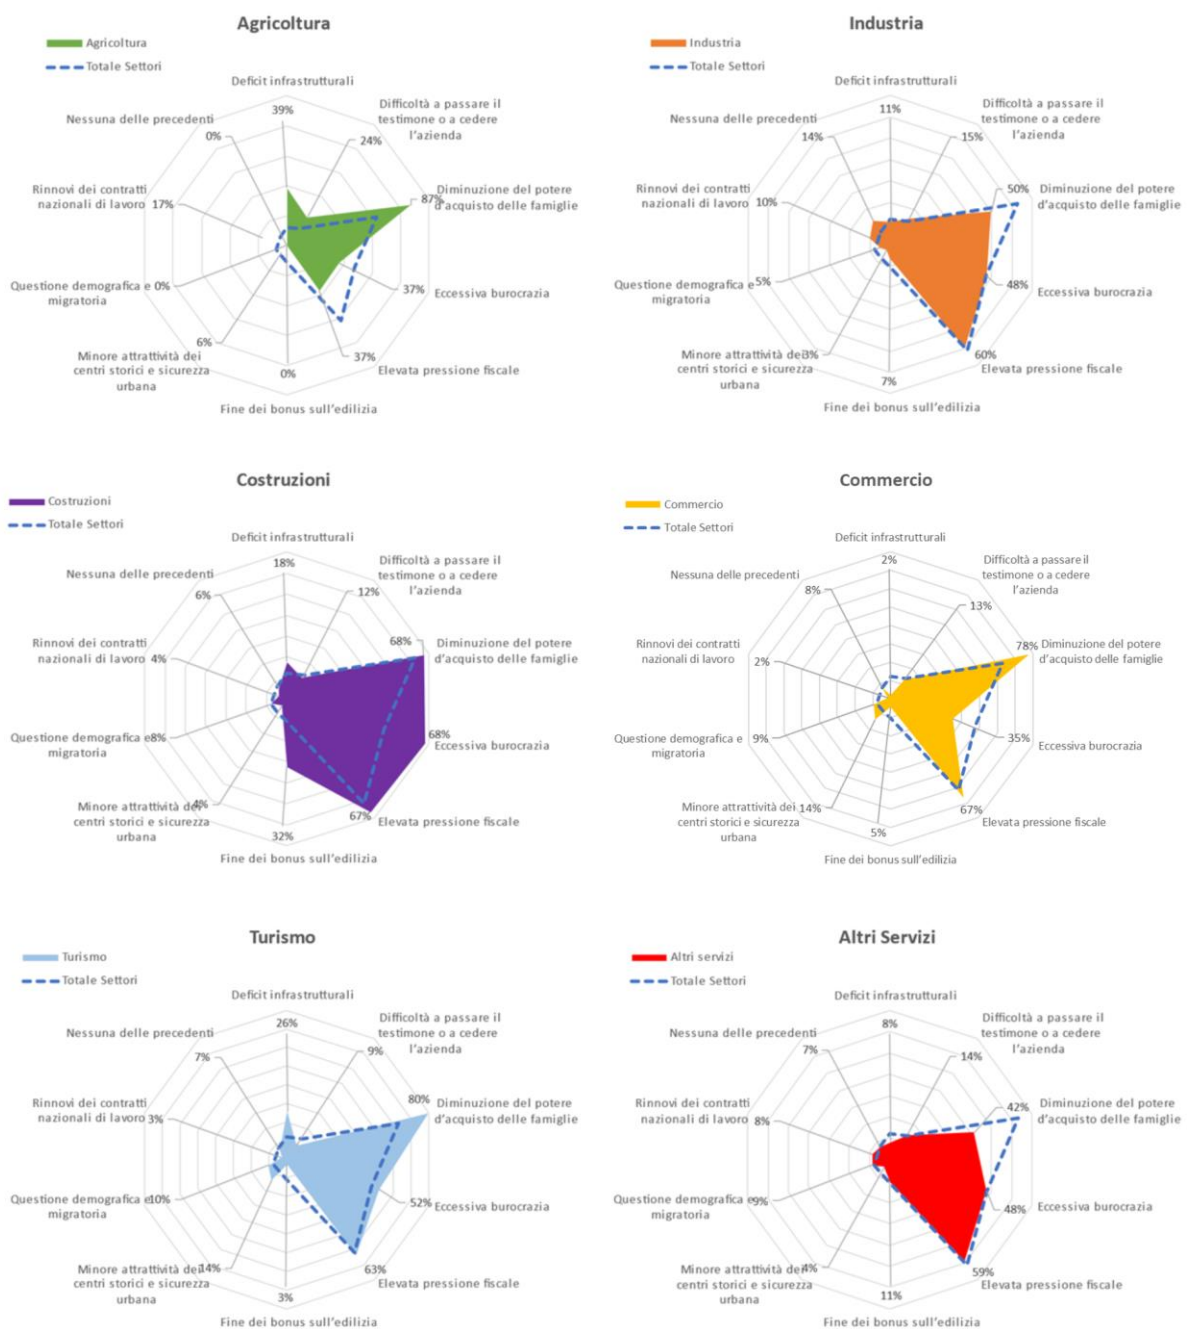 Agricoltura
Agricoltura
Totale Settori
Deficit infrastrutturali
39%
Difficoltà a passare il
testimone o a cedere
l'azienda
24%
Diminuzione del potere
d'acquisto delle famiglie
87%
Eccessiva burocrazia
37%
Elevata pressione fiscale
37%
Fine dei bonus sull'edilizia
0%
Minore attrattività dei
centri storici e sicurezza
urbana
6%
Questione demografica e
migratoria
0%
Rinnovi dei contratti
nazionali di lavoro
17%
Nessuna delle precedenti
0%
Industria
Industria
Totale Settori
Deficit infrastrutturali
11%
Difficoltà a passare il
testimone o a cedere
l'azienda
15%
Diminuzione del potere
d'acquisto delle famiglie
50%
Eccessiva burocrazia
48%
Elevata pressione fiscale
60%
Fine dei bonus sull'edilizia
7%
Minore attrattività dei
centri storici e sicurezza
urbana
3%
Questione demografica e
migratoria
5%
Rinnovi dei contratti
nazionali di lavoro
10%
Nessuna delle precedenti
14%
Costruzioni
Costruzioni
Totale Settori
Deficit infrastrutturali
18%
Difficoltà a passare il
testimone o a cedere
l'azienda
12%
Diminuzione del potere
d'acquisto delle famiglie
68%
Eccessiva burocrazia
68%
Elevata pressione fiscale
67%
Fine dei bonus sull'edilizia
32%
Minore attrattività dei
centri storici e sicurezza
urbana
4%
Questione demografica e
migratoria
8%
Rinnovi dei contratti
nazionali di lavoro
4%
Nessuna delle precedenti
6%
Commercio
Commercio
Totale Settori
Deficit infrastrutturali
2%
Difficoltà a passare il
testimone o a cedere
l'azienda
13%
Diminuzione del potere
d'acquisto delle famiglie
78%
Eccessiva burocrazia
35%
Elevata pressione fiscale
67%
Fine dei bonus sull'edilizia
5%
Minore attrattività dei
centri storici e sicurezza
urbana
14%
Questione demografica e
migratoria
9%
Rinnovi dei contratti
nazionali di lavoro
2%
Nessuna delle precedenti
8%
Turismo
Turismo
Totale Settori
Deficit infrastrutturali
26%
Difficoltà a passare il
testimone o a cedere
l'azienda
9%
Diminuzione del potere
d'acquisto delle famiglie
80%
Eccessiva burocrazia
52%
Elevata pressione fiscale
63%
Fine dei bonus sull'edilizia
3%
Minore attrattività dei
centri storici e sicurezza
urbana
14%
Questione demografica e
migratoria
10%
Rinnovi dei contratti
nazionali di lavoro
3%
Nessuna delle precedenti
7%
Altri Servizi
Altri servizi
Totale Settori
Deficit infrastrutturali
8%
Difficoltà a passare il
testimone o a cedere
l'azienda
14%
Diminuzione del potere
d'acquisto delle famiglie
42%
Eccessiva burocrazia
48%
Elevata pressione fiscale
59%
Fine dei bonus sull'edilizia
11%
Minore attrattività dei
centri storici e sicurezza
urbana
4%
Questione demografica e
migratoria
9%
Rinnovi dei contratti
nazionali di lavoro
8%
Nessuna delle precedenti
7%